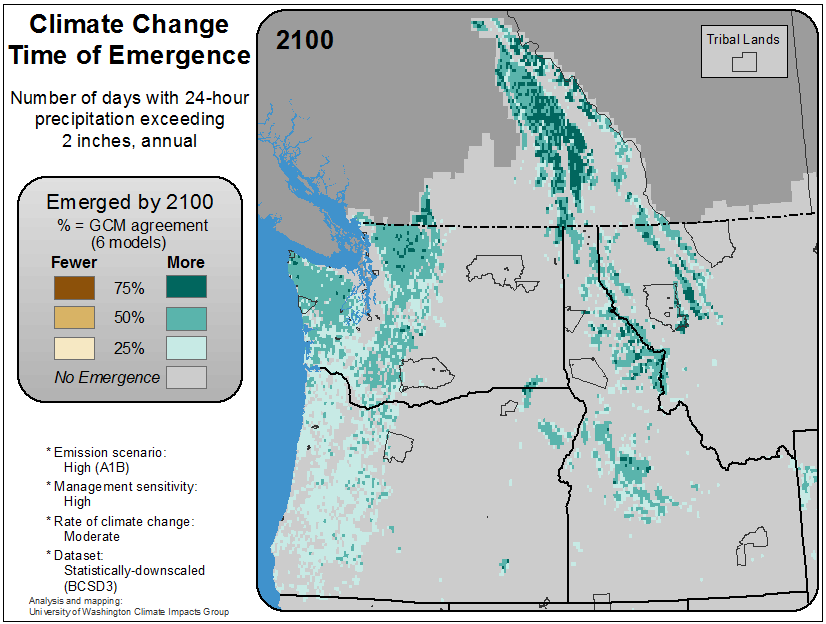 Climate Change
Time of Emergence
Number of days with 24-hour
precipitation exceeding
2 inches, annual
Emerged by 2100
% = GCM agreement
(6 models)
Fewer More
75%
50%
25%
No Emergence
* Emission scenario:
High (A1B)
* Management sensitivity:
High
* Rate of climate change:
Moderate
* Dataset:
Statistically-downscaled
(BCSD3)
Analysis and mapping:
University of Washington Climate Impacts Group
2100
Tribal Lands